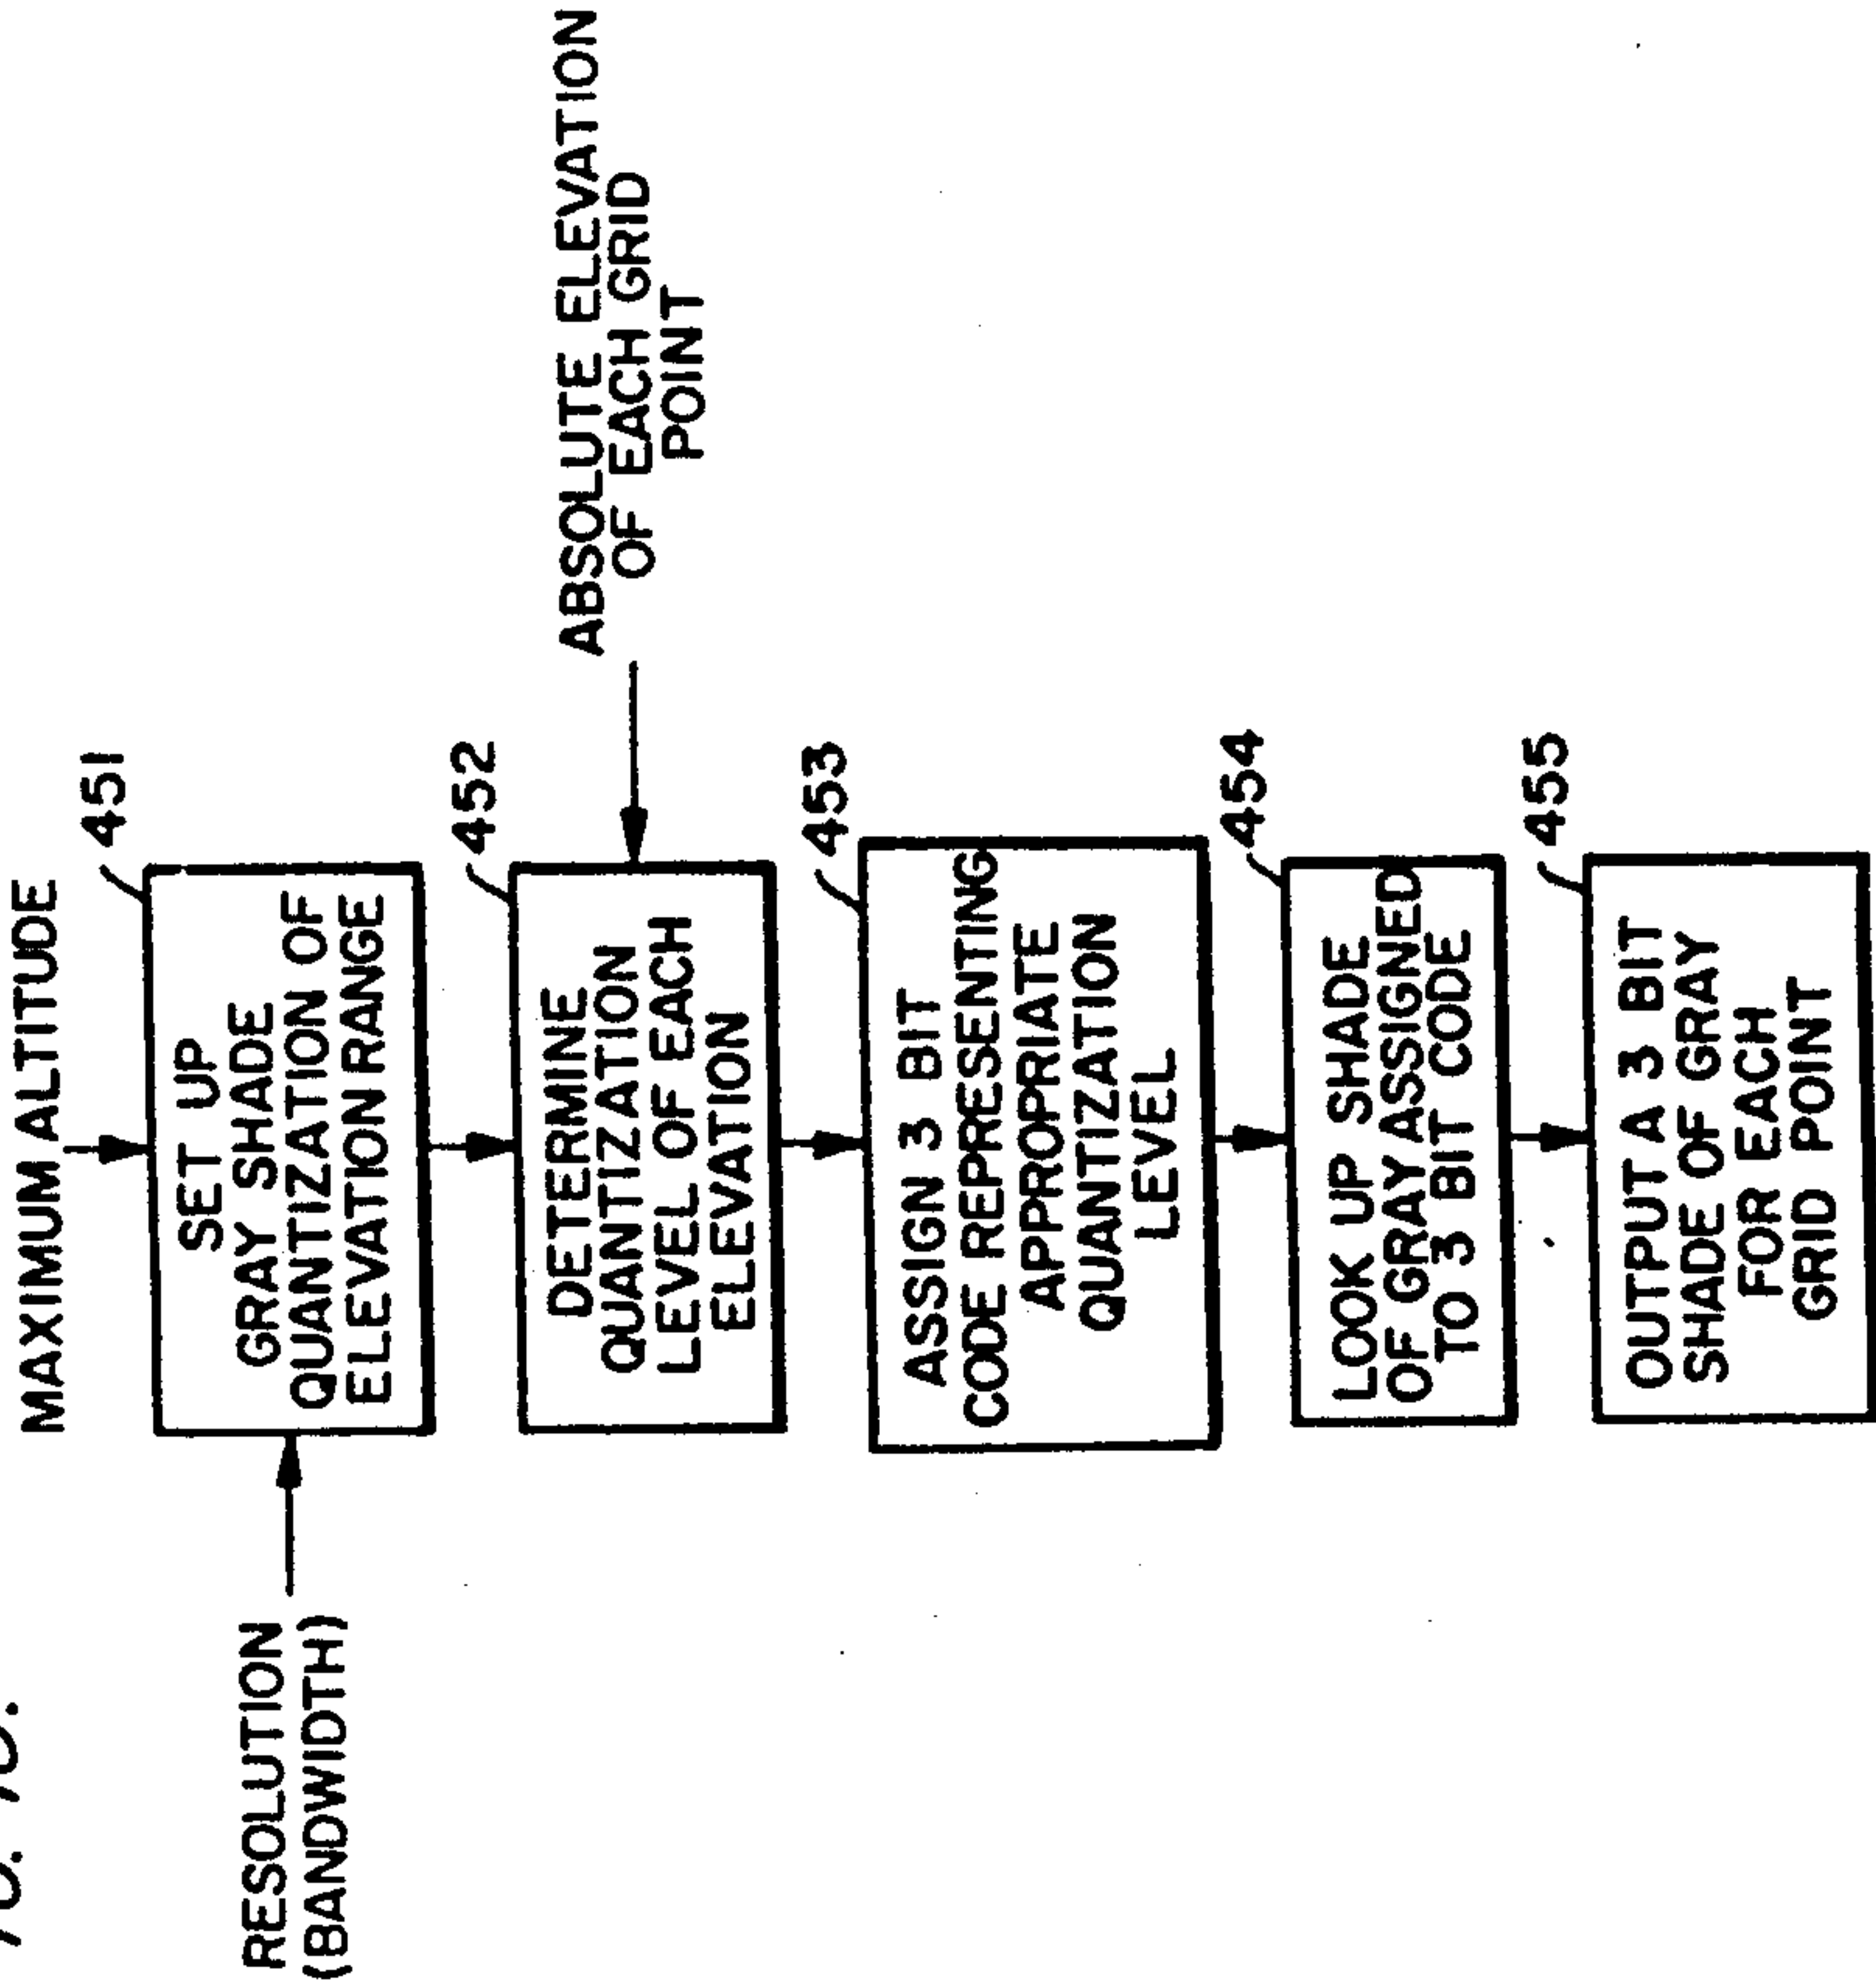 MAXIMUM ALTITUDE
451
RESOLUTION
(BANDWIDTH)
SET UP
GRAY SHADE
QUANTIZATION OF
ELEVATION RANGE
452
DETERMINE
QUANTIZATION
LEVEL OF EACH
ELEVATION
ABSOLUTE ELEVATION
OF EACH GRID
POINT
453
ASSIGN 3 BIT
CODE REPRESENTING
APPROPRIATE
QUANTIZATION
LEVEL
454
LOOK UP SHADE
OF GRAY ASSIGNED
TO 3 BIT CODE
455
OUTPUT A 3 BIT
SHADE OF GRAY
FOR EACH
GRID POINT